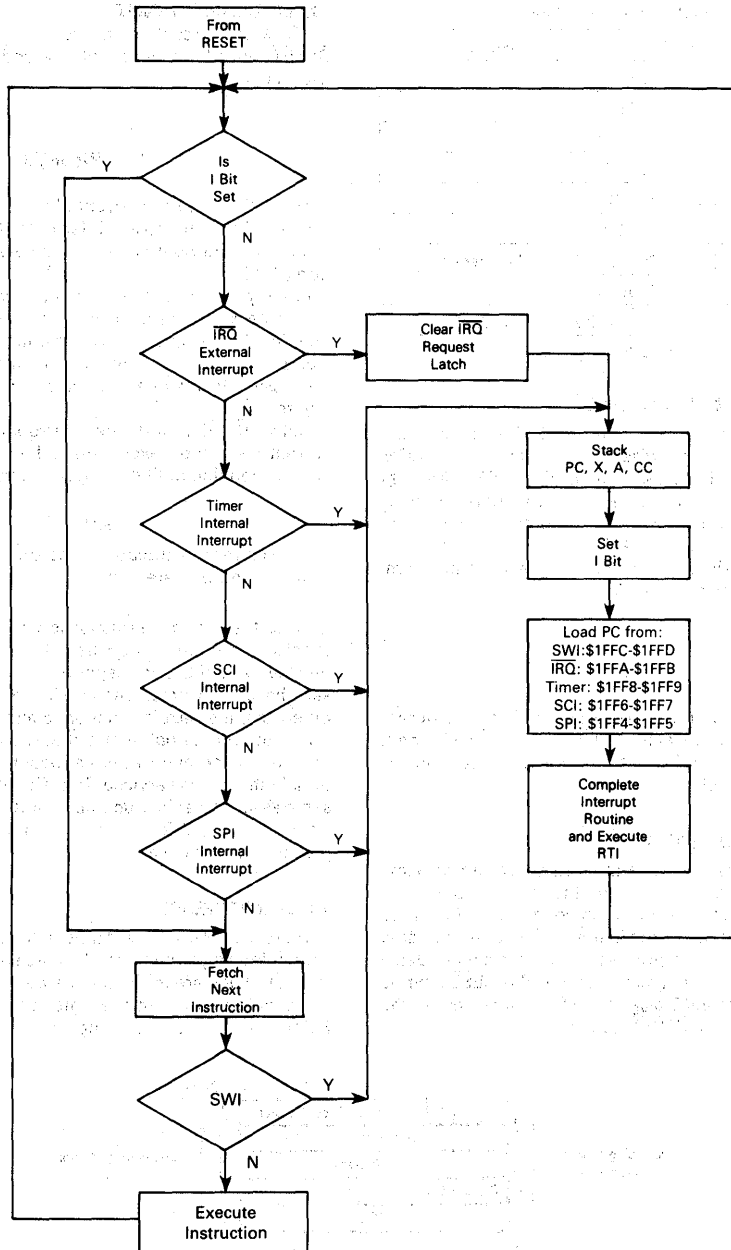 From
RESET
Is
I Bit
Set
Y
N
IRQ
External
Interrupt
Y
N
Clear IRQ
Request
Latch
Stack
PC, X, A, CC
Timer
Internal
Interrupt
Y
N
Set
I Bit
Load PC from:
SWI:$1FFC-$1FFD
IRQ: $1FFA-$1FFB
Timer: $1FF8-$1FF9
SCI: $1FF6-$1FF7
SPI: $1FF4-$1FF5
SCI
Internal
Interrupt
Y
N
Complete
Interrupt
Routine
and Execute
RTI
SPI
Internal
Interrupt
Y
N
Fetch
Next
Instruction
SWI
Y
N
Execute
Instruction